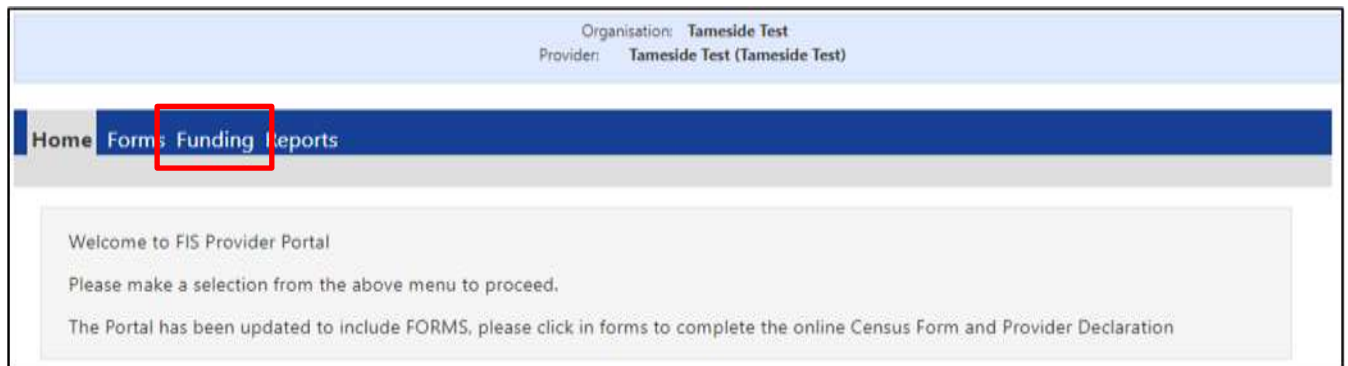 Organisation: Tameside Test
Provider: Tameside Test (Tameside Test)
Home Forms Funding Reports
Welcome to FIS Provider Portal
Please make a selection from the above menu to proceed.
The Portal has been updated to include FORMS, please click in forms to complete the online Census Form and Provider Declaration